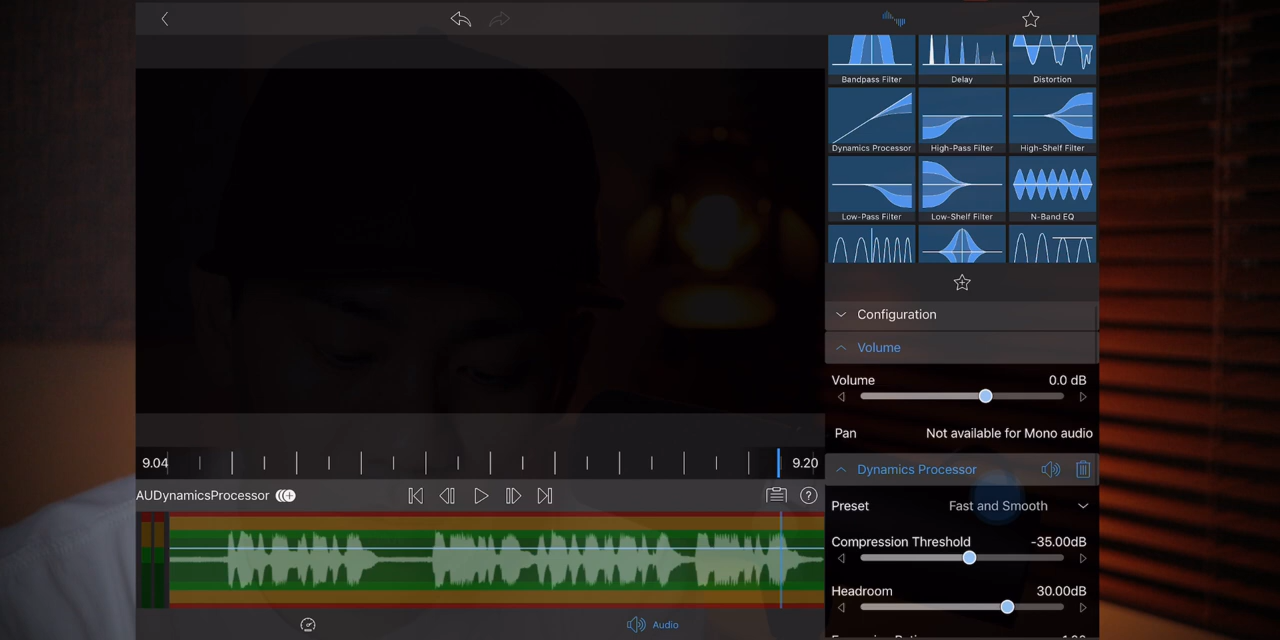 Bandpass Filter
Delay
Distortion
Dynamics Processor
High-Pass Filter
High-Shelf Filter
Low-Pass Filter
Low-Shelf Filter
N-Band EQ
Configuration
Volume
Volume
0.0 dB
Pan
Not available for Mono audio
9.04
9.20
AUDynamicsProcessor
?
Dynamics Processor
Preset
Fast and Smooth
Compression Threshold
-35.00dB
Headroom
30.00dB
Audio